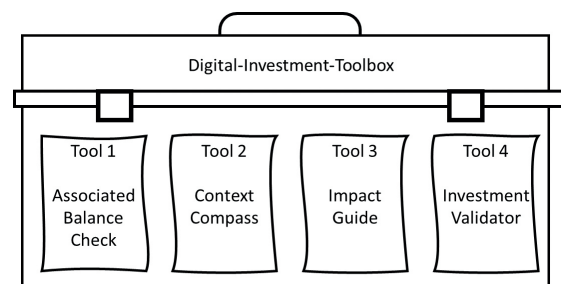 Digital-Investment-Toolbox
Tool 1
Associated
Balance
Check
Tool 2
Context
Compass
Tool 3
Impact
Guide
Tool 4
Investment
Validator